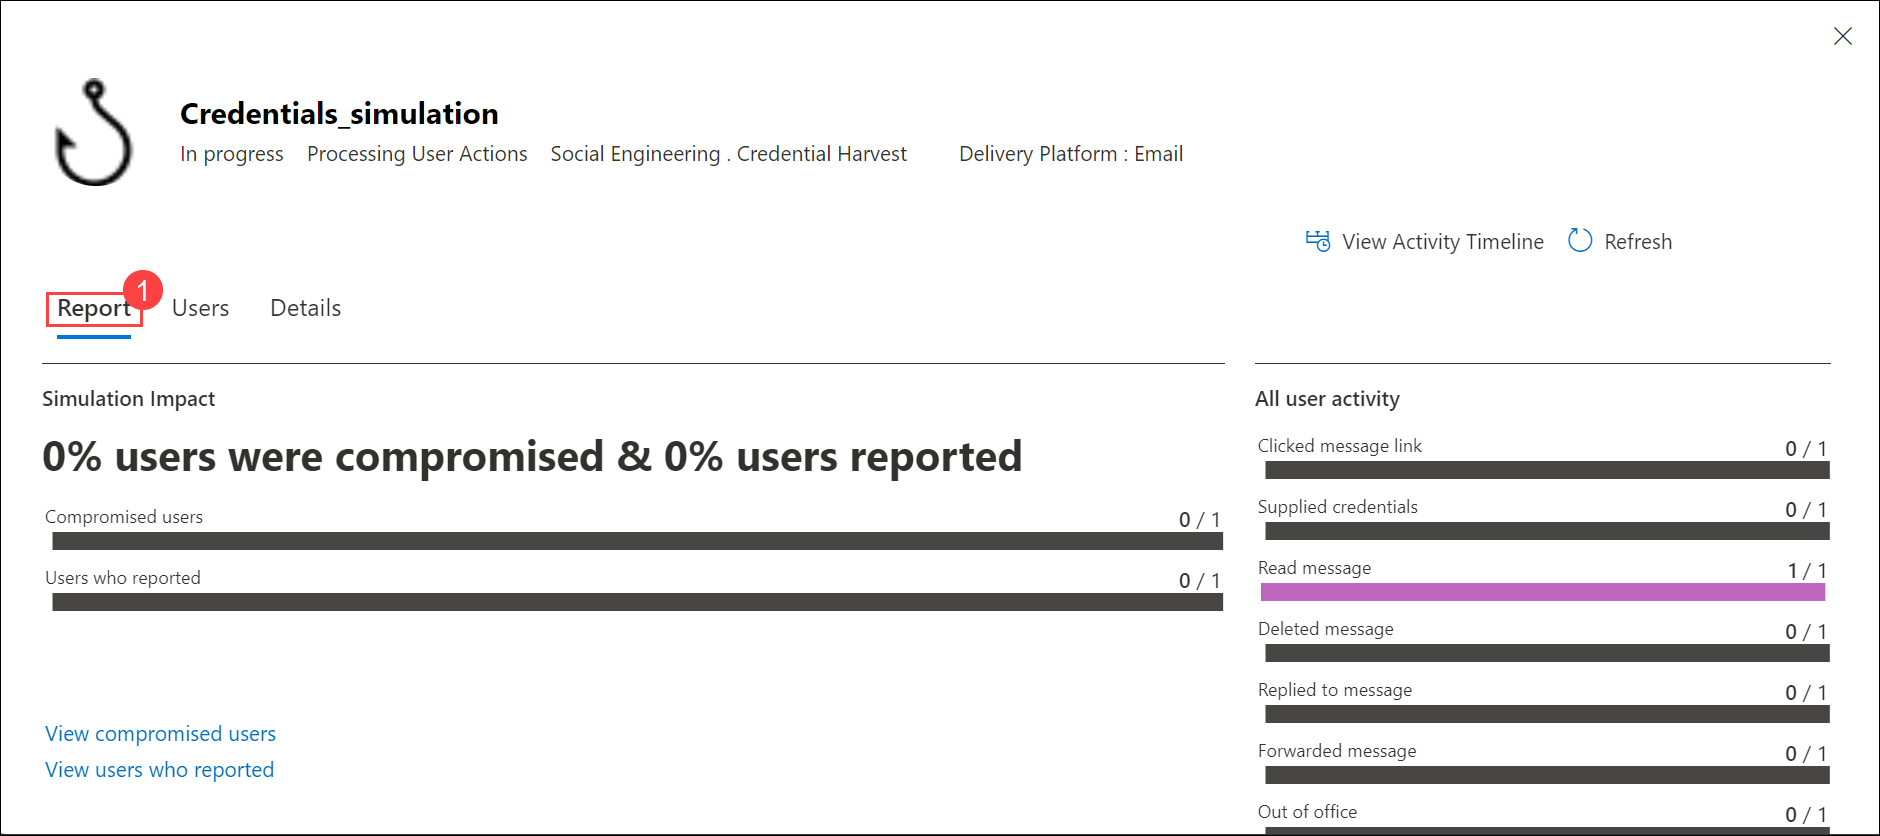 Credentials_simulation
In progress Processing User Actions Social Engineering . Credential Harvest Delivery Platform : Email
View Activity Timeline Refresh
Report 1 Users Details
Simulation Impact
0% users were compromised & 0% users reported
Compromised users 0 / 1
Users who reported 0 / 1
View compromised users
View users who reported
All user activity
Clicked message link 0 / 1
Supplied credentials 0 / 1
Read message 1 / 1
Deleted message 0 / 1
Replied to message 0 / 1
Forwarded message 0 / 1
Out of office 0 / 1